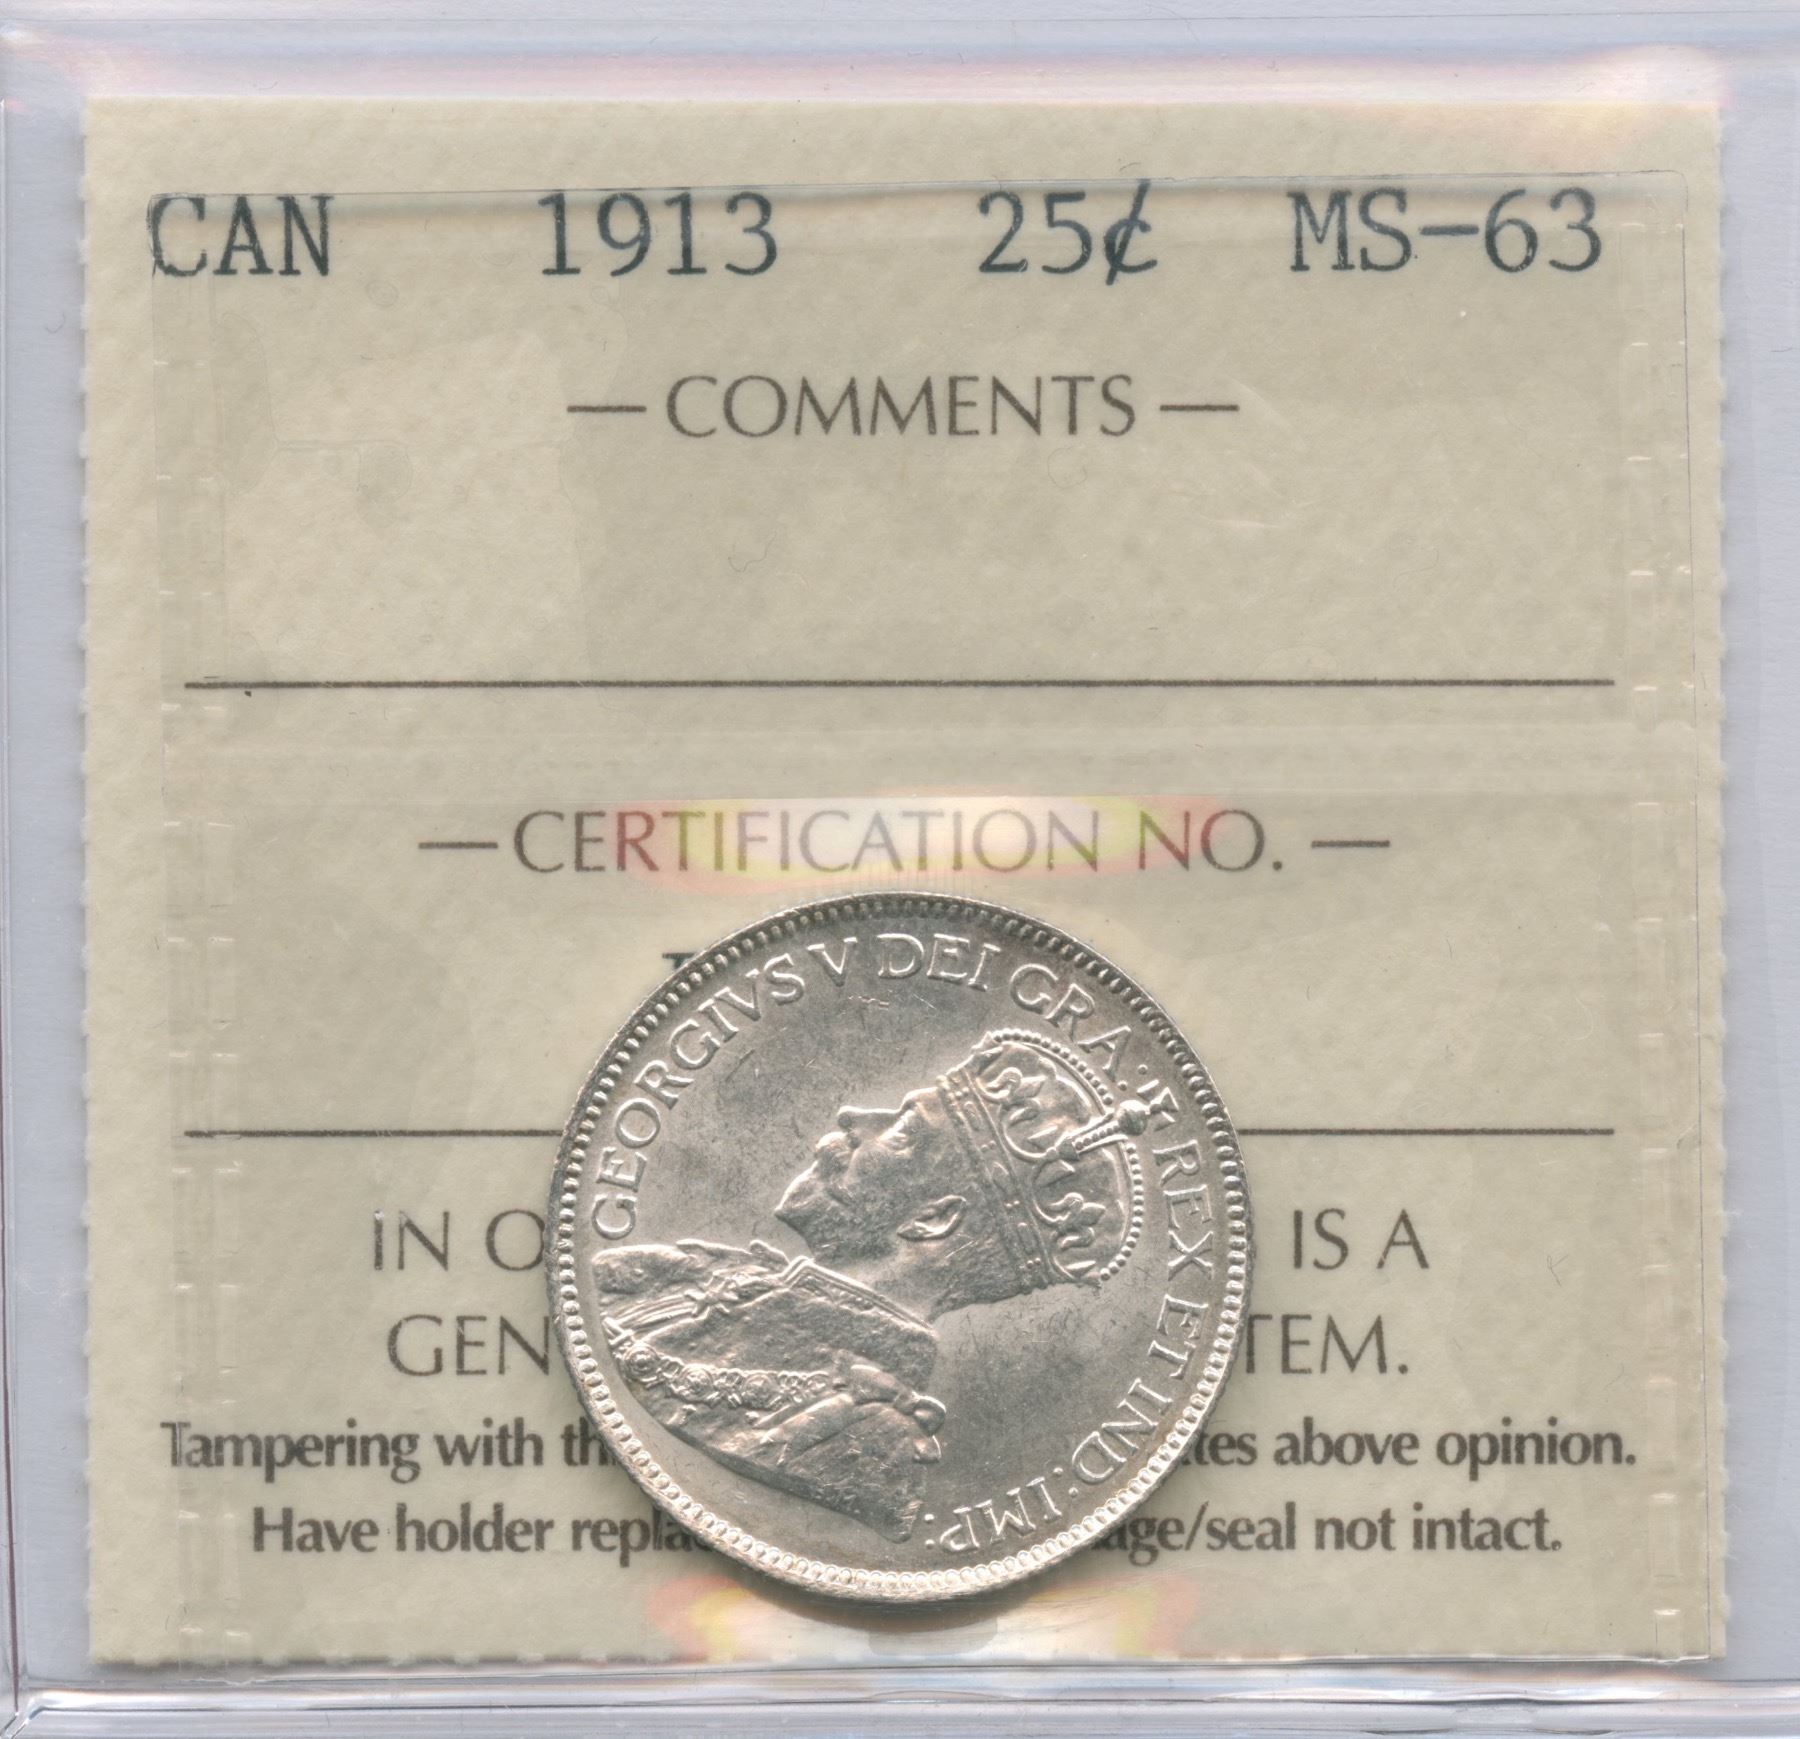 CAN 1913 25¢ MS-63
— COMMENTS —
— CERTIFICATION NO. —
GEORGIVS V DEI GRA: REX ET IND: IMP:
IN O IS A
GEN TEM.
Tampering with th tes above opinion.
Have holder repla age/seal not intact.